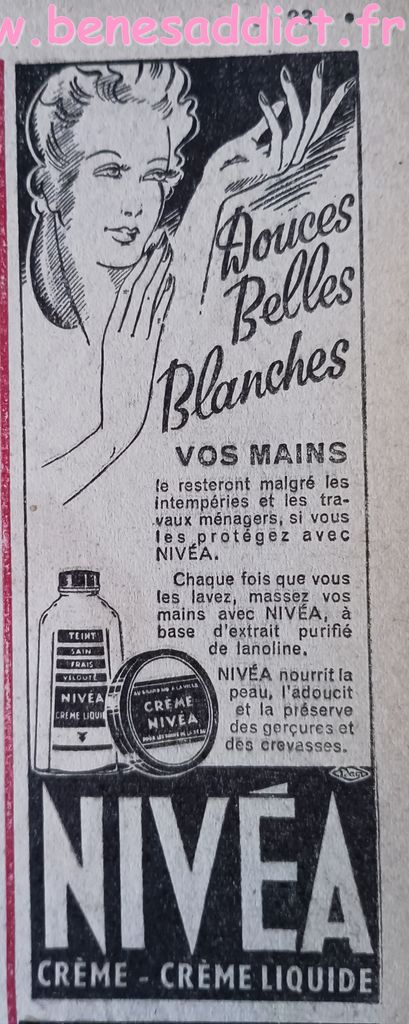 w.benesaddict.fr
Douces
Belles
Blanches
VOS MAINS
le resteront malgré les
intempéries et les tra-
vaux ménagers, si vous
les protégez avec
NIVÉA.
Chaque fois que vous
les lavez, massez vos
mains avec NIVÉA, à
base d'extrait purifié
de lanoline.
NIVÉA nourrit la
peau, l'adoucit
et la préserve
des gerçures et
des crevasses.
TEINT
SAIN
FRAIS
VELOUTÉ
NIVÉA
CRÈME LIQUI
CRÈME
NIVÉA
NIVÉA
CRÈME - CRÈME LIQUIDE